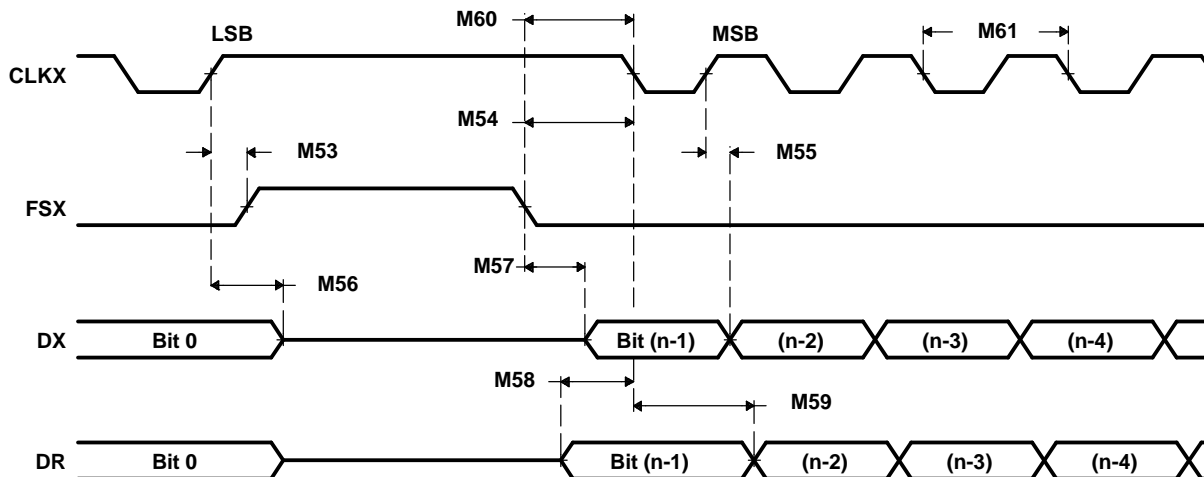 M60
LSB
MSB
M61
CLKX
M54
M53
M55
FSX
M57
M56
DX
Bit 0
Bit (n-1)
(n-2)
(n-3)
(n-4)
M58
M59
DR
Bit 0
Bit (n-1)
(n-2)
(n-3)
(n-4)